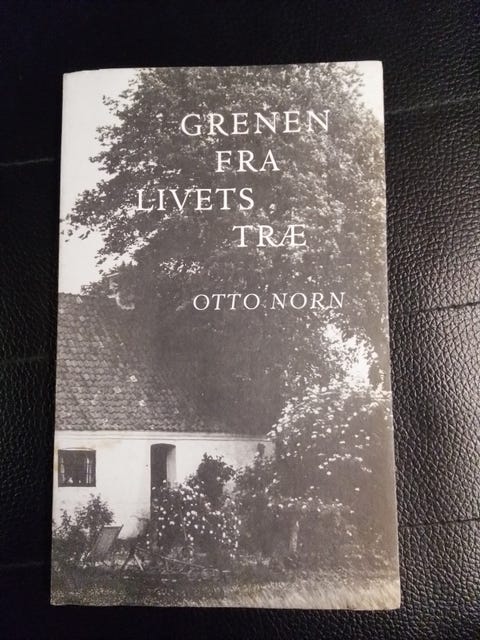 GRENEN
FRA
LIVETS
TRÆ
OTTO NORN